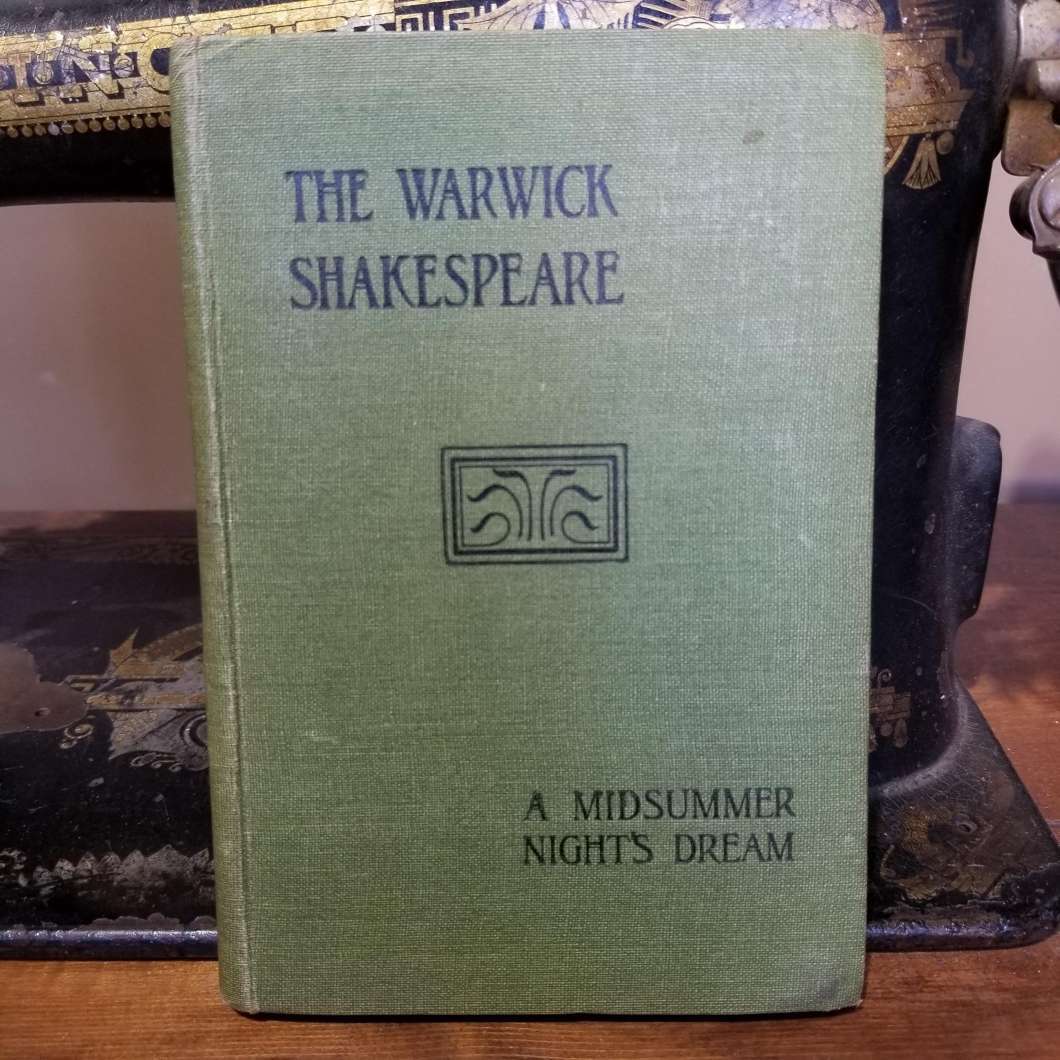 THE WARWICK
SHAKESPEARE
A MIDSUMMER
NIGHT'S DREAM